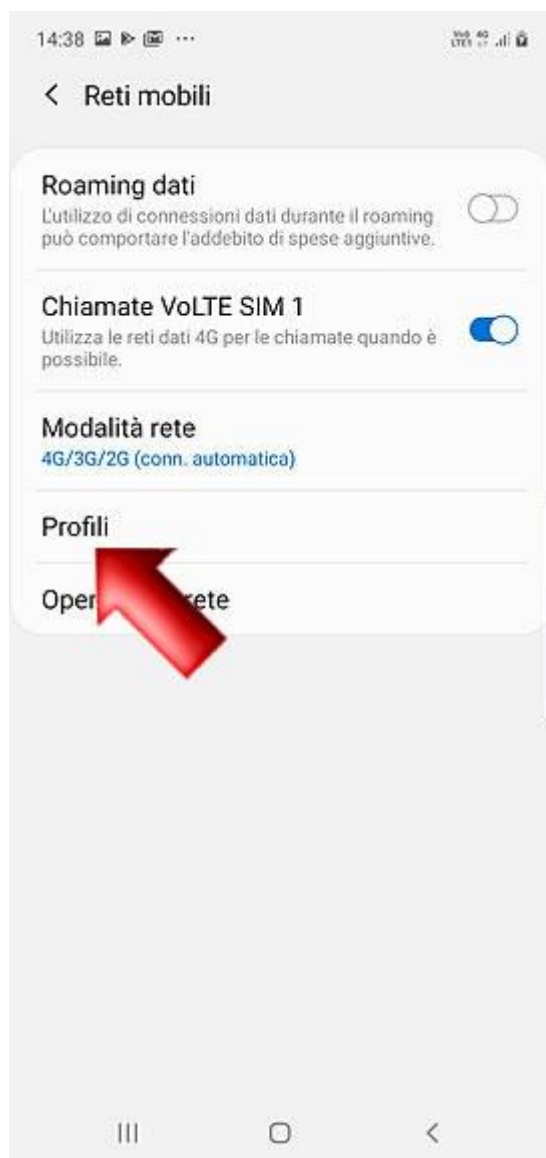 14:38
Reti mobili
Roaming dati
L'utilizzo di connessioni dati durante il roaming
può comportare l'addebito di spese aggiuntive.
Chiamate VoLTE SIM 1
Utilizza le reti dati 4G per le chiamate quando è
possibile.
Modalità rete
4G/3G/2G (conn. automatica)
Profili